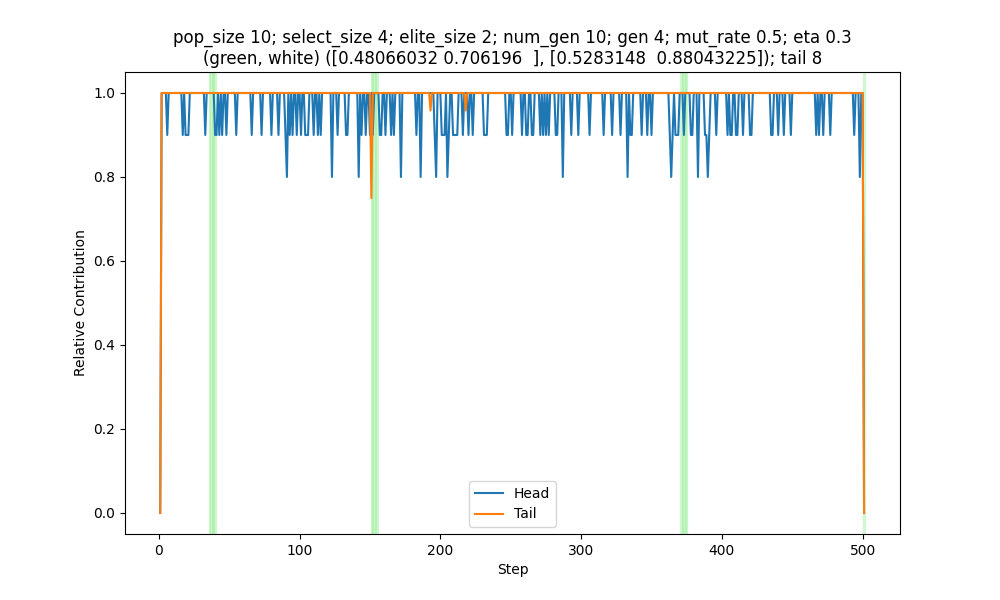 pop_size 10; select_size 4; elite_size 2; num_gen 10; gen 4; mut_rate 0.5; eta 0.3
(green, white) ([0.48066032 0.706196  ], [0.5283148  0.88043225]); tail 8
1.0
0.8
0.6
0.4
0.2
0.0
Relative Contribution
Head
Tail
0
100
200
300
400
500
Step